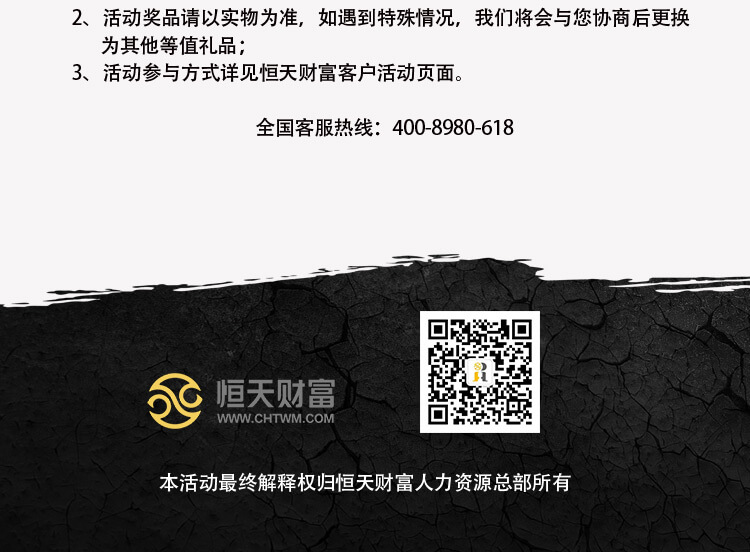 2、活动奖品请以实物为准，如遇到特殊情况，我们将会与您协商后更换
为其他等值礼品；
3、活动参与方式详见恒天财富客户活动页面。
全国客服热线：400-8980-618
恒天财富
WWW.CHTWM.COM
本活动最终解释权归恒天财富人力资源总部所有